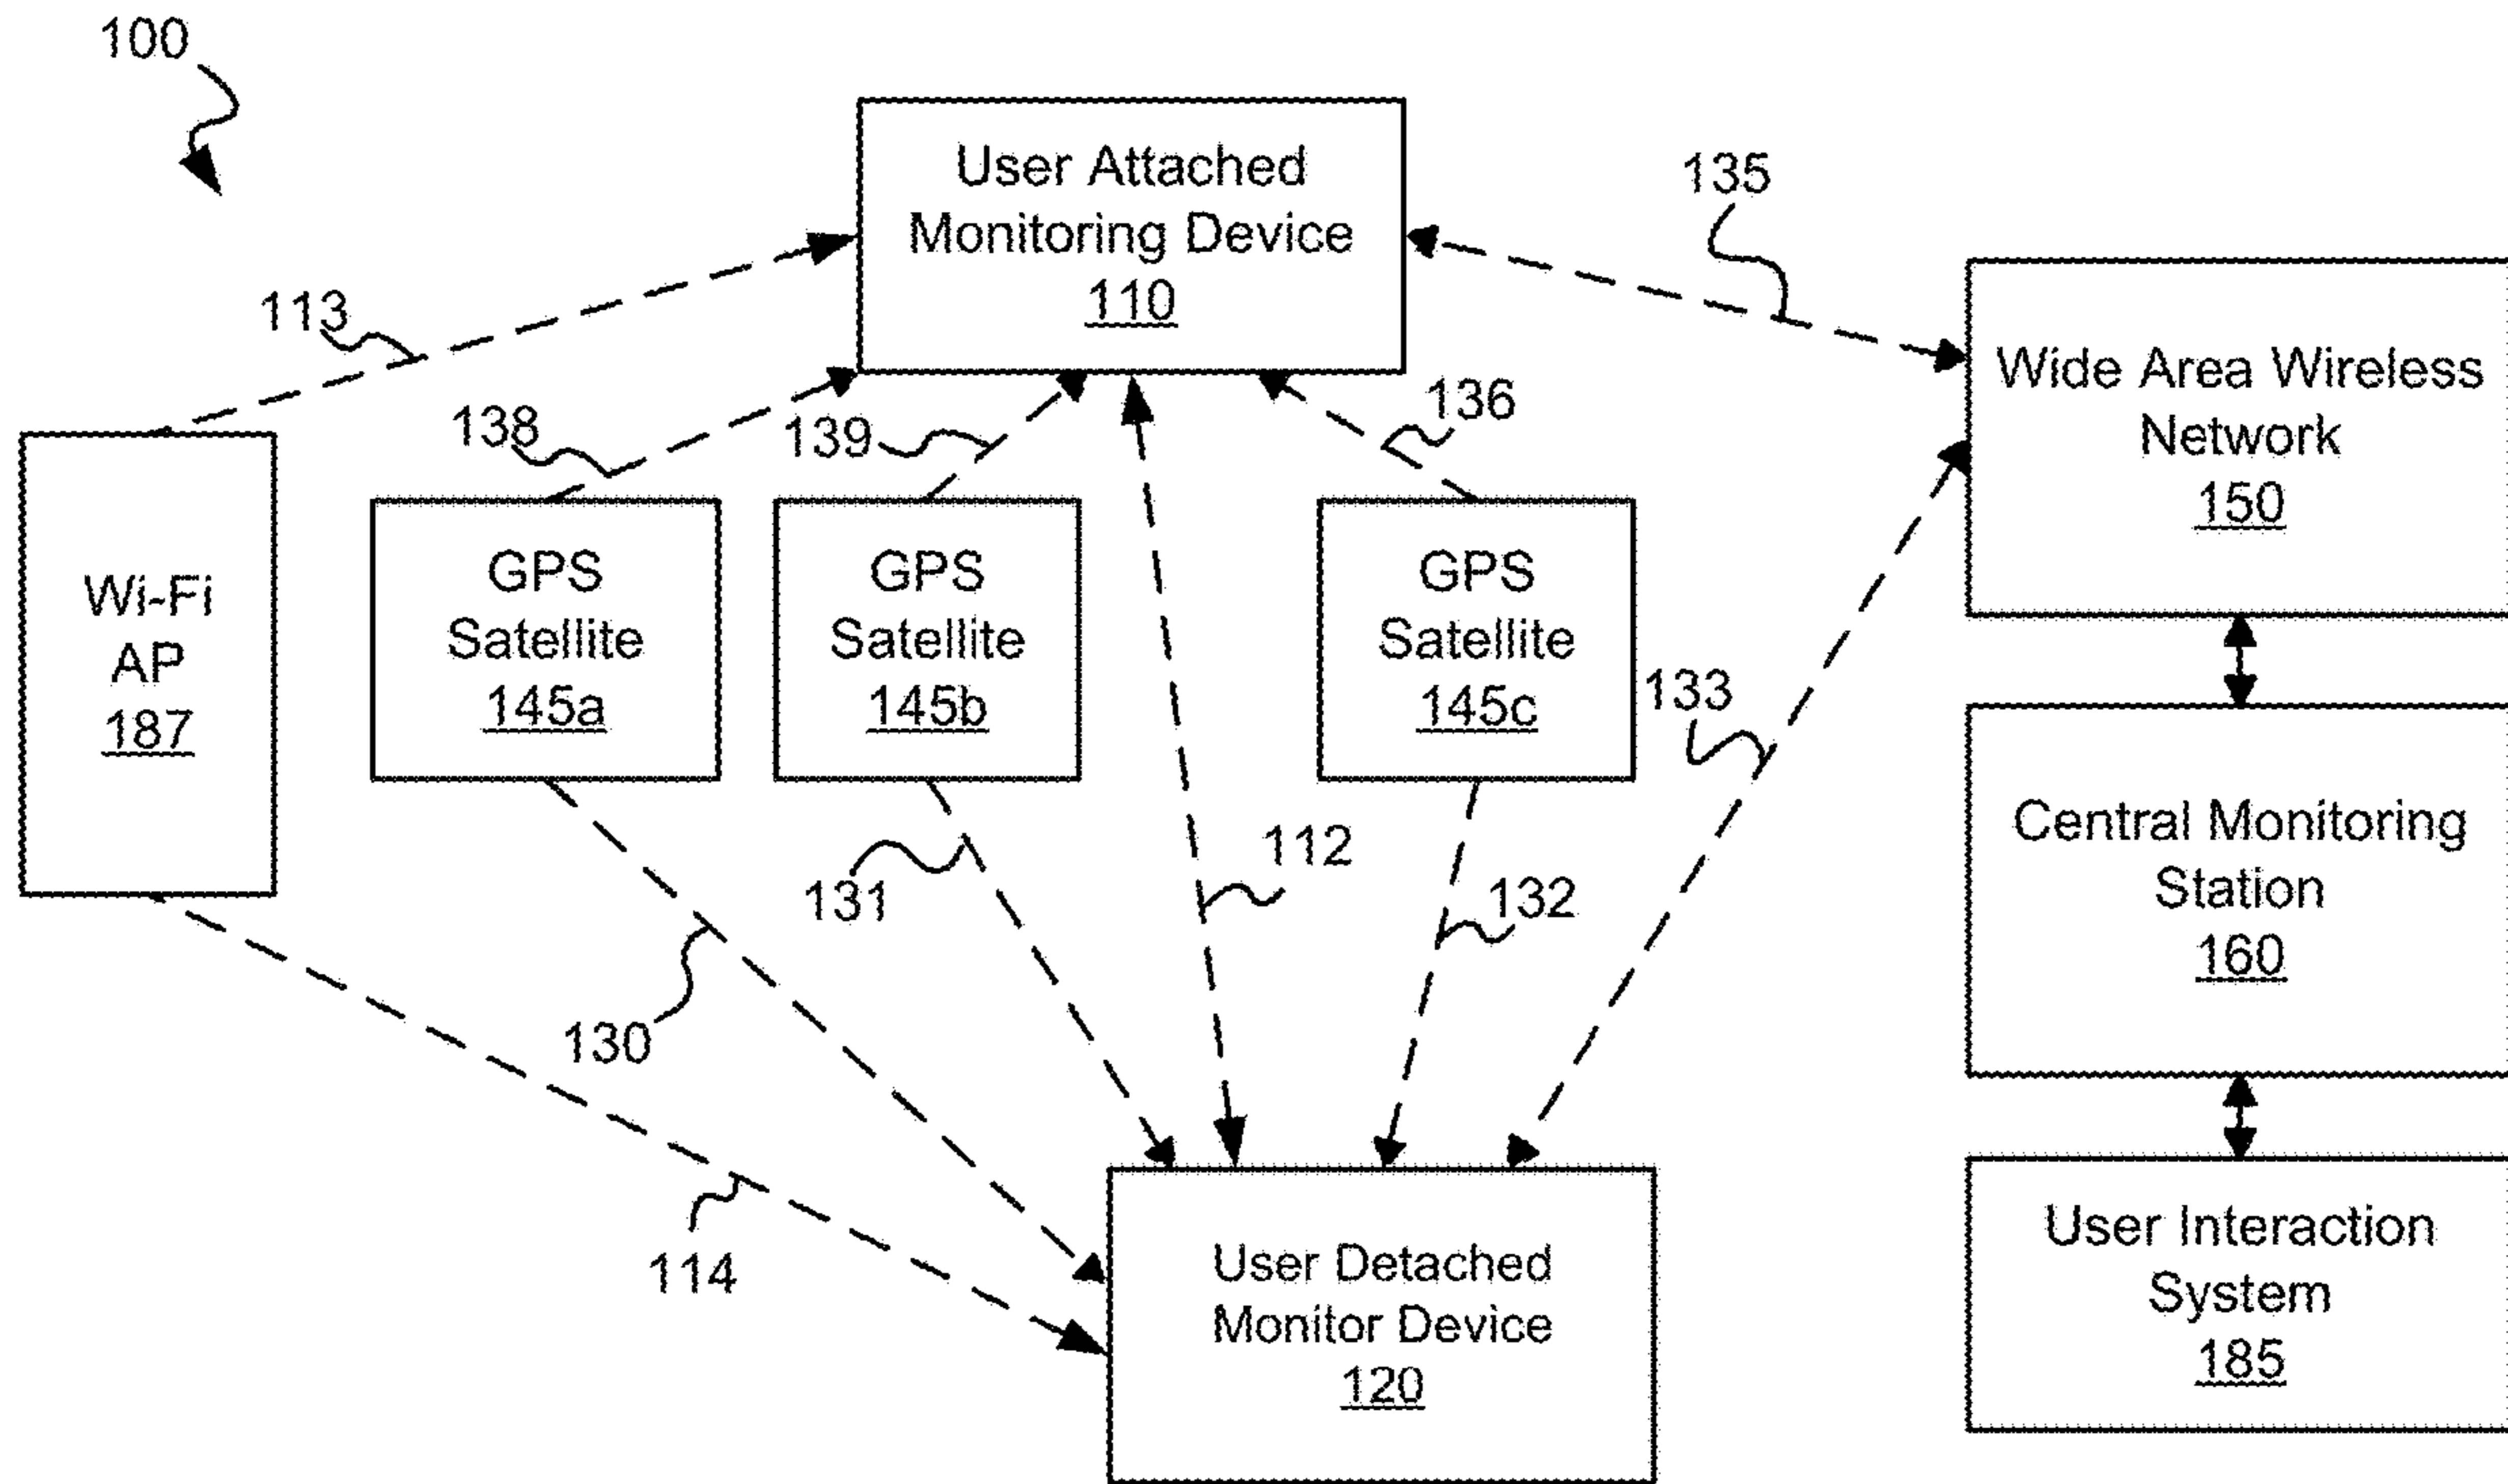 100
User Attached
Monitoring Device
110
135
113
138
139
136
Wide Area Wireless
Network
150
Wi-Fi
AP
187
GPS
Satellite
145a
GPS
Satellite
145b
GPS
Satellite
145c
133
131
112
132
130
114
Central Monitoring
Station
160
User Detached
Monitor Device
120
User Interaction
System
185